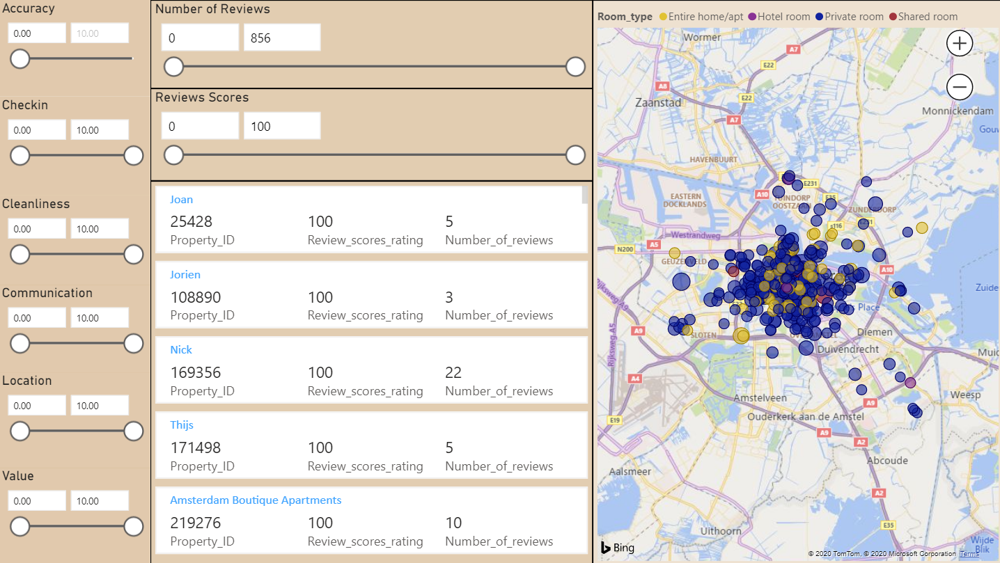 Accuracy
0.00
10.00
Checkin
0.00
10.00
Cleanliness
0.00
10.00
Communication
0.00
10.00
Location
0.00
10.00
Value
0.00
10.00
Number of Reviews
0
856
Reviews Scores
0
100
Joan
25428
100
5
Property_ID
Review_scores_rating
Number_of_reviews
Jorien
108890
100
3
Property_ID
Review_scores_rating
Number_of_reviews
Nick
169356
100
22
Property_ID
Review_scores_rating
Number_of_reviews
Thijs
171498
100
5
Property_ID
Review_scores_rating
Number_of_reviews
Amsterdam Boutique Apartments
219276
100
10
Property_ID
Review_scores_rating
Number_of_reviews
Room_type
Entire home/apt
Hotel room
Private room
Shared room
Wormer
A7
E22
A8
E22
Zaanstad
Monnickendam
A7
Gouw
HAVENBUURT
E231
A10
EASTERN
DOCKLANDS
E35
TUINDORP
OOSTZAAN
ZUNDERDORP
s116
E231
Westrandweg
A5
N200
GEUZENVELD
A10
Rijksweg A9
Zuide
Place
A9
Rijksweg A5
SLOTEN
Diemen
Duivendrecht
Muid
A4
Amstelveen
Weesp
A9
E19
Ouderkerk aan de Amstel
A9
A2
Abcoude
Aalsmeer
A2
E35
Uithoorn
Wijde
Blik
Bing
© 2020 TomTom, © 2020 Microsoft Corporation Terms